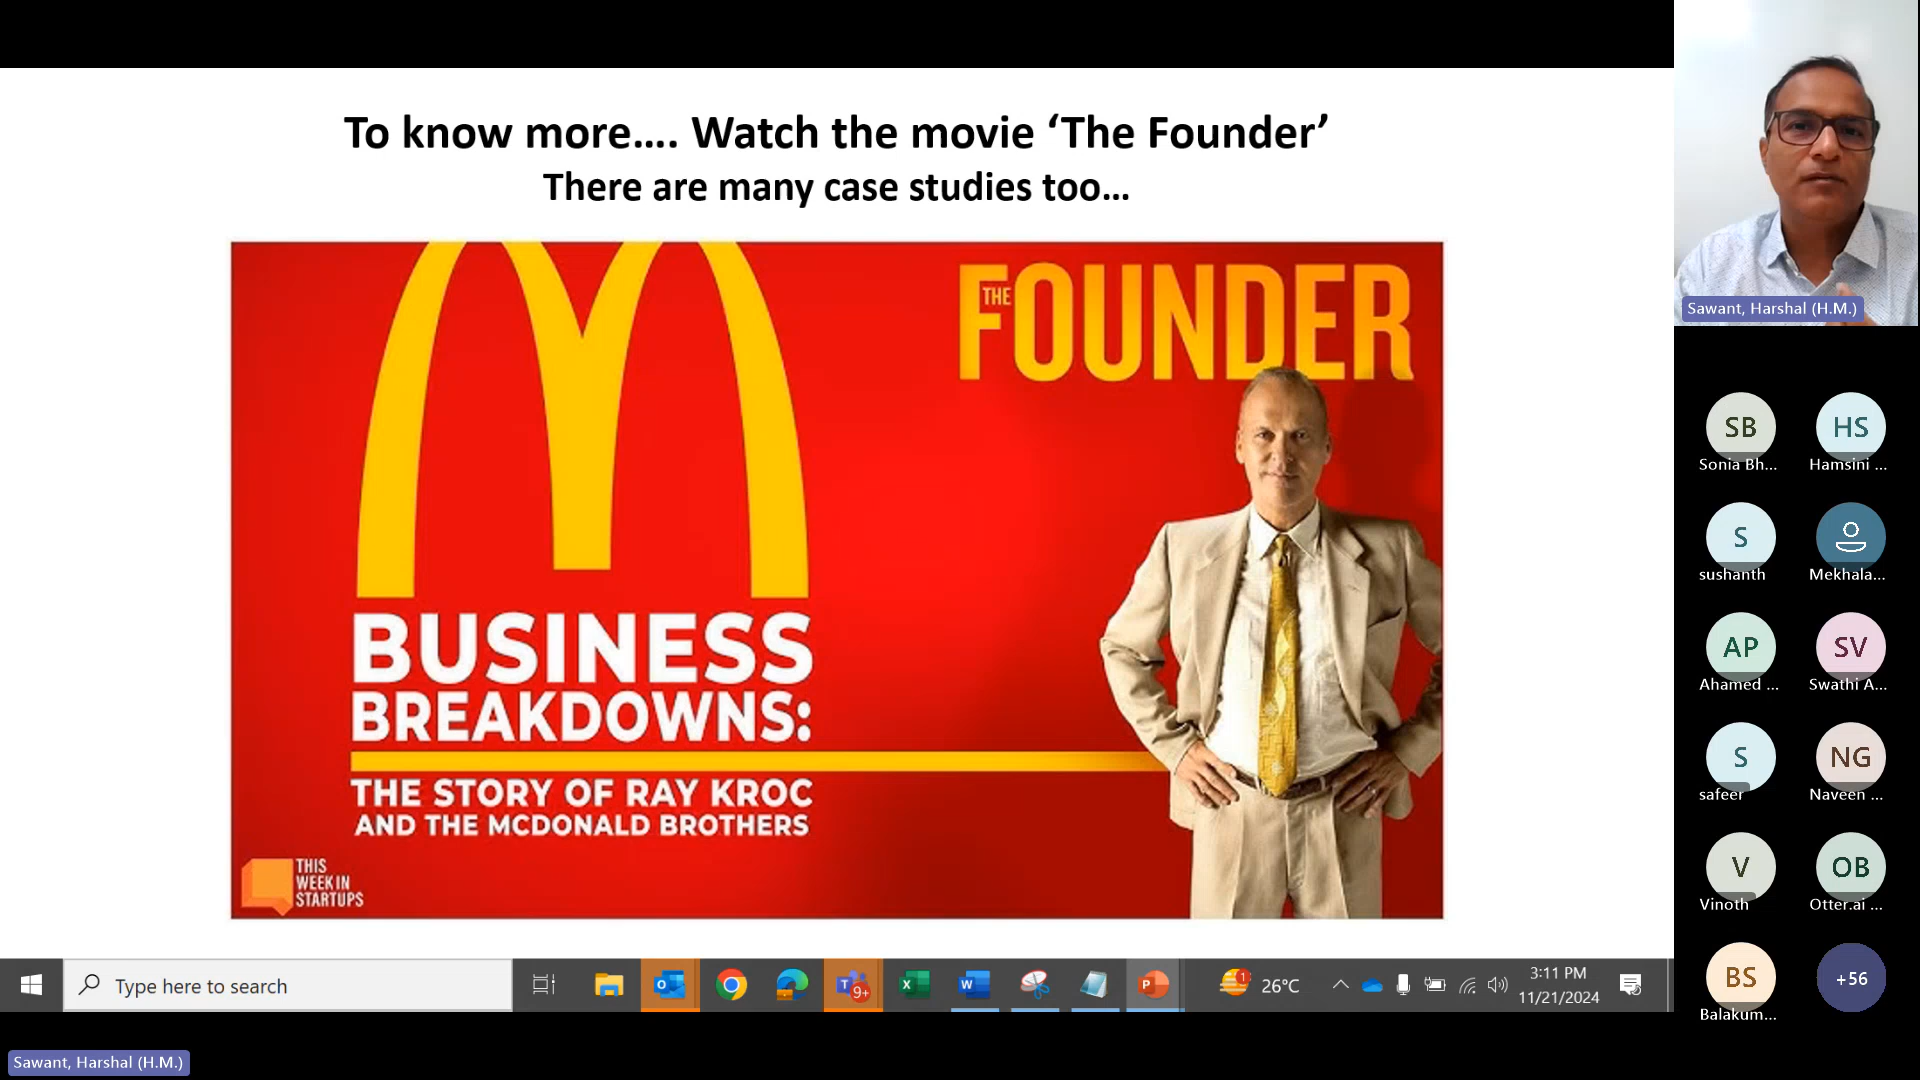 To know more…. Watch the movie ‘The Founder’
There are many case studies too…
THE FOUNDER
BUSINESS
BREAKDOWNS:
THE STORY OF RAY KROC
AND THE MCDONALD BROTHERS
THIS
WEEK IN
STARTUPS
Type here to search
9+
1
26°C
3:11 PM
11/21/2024
Sawant, Harshal (H.M.)
Sawant, Harshal (H.M.)
SB
Sonia Bh...
HS
Hamsini ...
S
sushanth
Mekhala...
AP
Ahamed ...
SV
Swathi A...
S
safeer
NG
Naveen ...
V
Vinoth
OB
Otter.ai ...
BS
Balakum...
+56